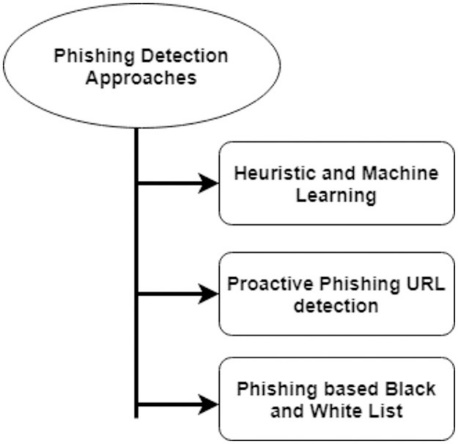 Phishing Detection
Approaches
Heuristic and Machine
Learning
Proactive Phishing URL
detection
Phishing based Black
and White List